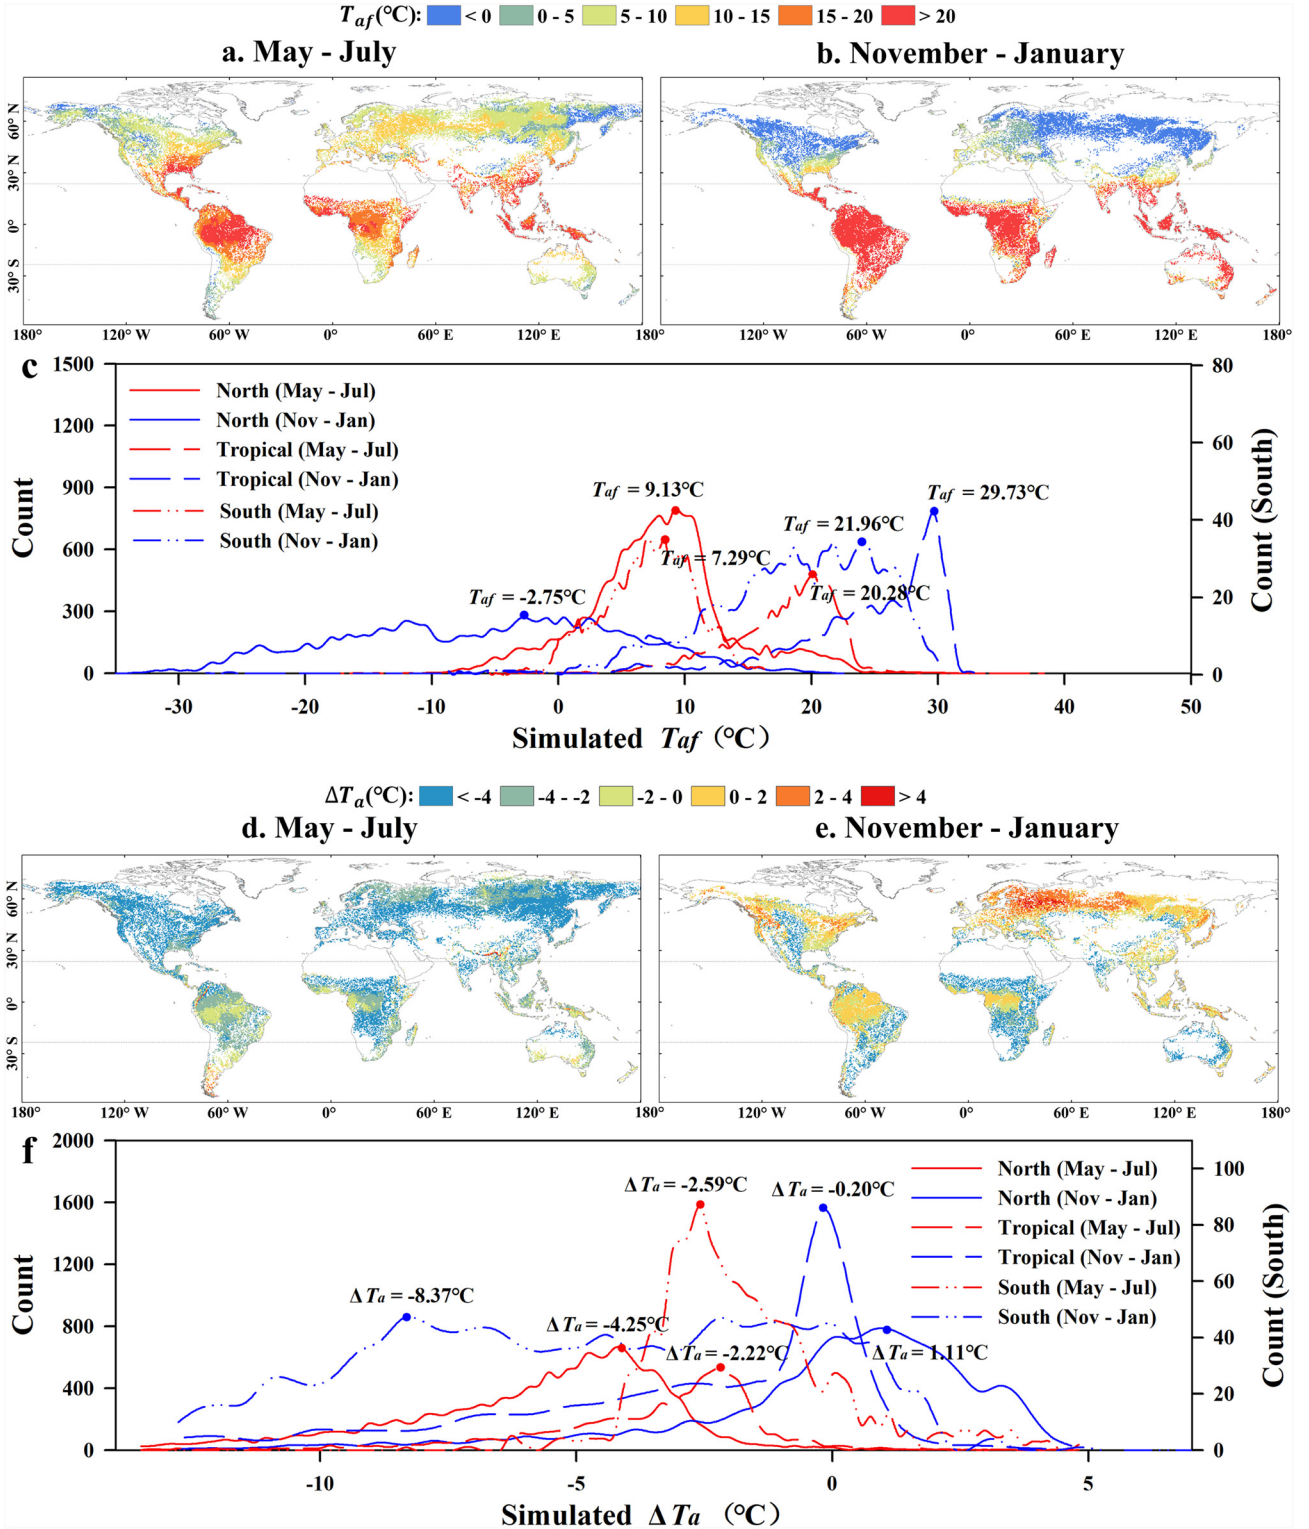 Taf(°C): < 0 0 - 5 5 - 10 10 - 15 15 - 20 > 20
a. May - July b. November - January
60° N
30° N
0°
30° S
180° 120° W 60° W 0° 60° E 120° E 180° 120° W 60° W 0° 60° E 120° E 180°
c
1500
1200
900
600
300
0
Count
80
60
40
20
0
Count (South)
North (May - Jul)
North (Nov - Jan)
Tropical (May - Jul)
Tropical (Nov - Jan)
South (May - Jul)
South (Nov - Jan)
Taf = 9.13°C
Taf = 29.73°C
Taf = 21.96°C
Taf = 7.29°C
Taf = 20.28°C
Taf = -2.75°C
-30 -20 -10 0 10 20 30 40 50
Simulated Taf (°C)
ΔTa(°C): < -4 -4 - -2 -2 - 0 0 - 2 2 - 4 > 4
d. May - July e. November - January
60° N
30° N
0°
30° S
180° 120° W 60° W 0° 60° E 120° E 180° 120° W 60° W 0° 60° E 120° E 180°
f
2000
1600
1200
800
400
0
Count
100
80
60
40
20
0
Count (South)
North (May - Jul)
North (Nov - Jan)
Tropical (May - Jul)
Tropical (Nov - Jan)
South (May - Jul)
South (Nov - Jan)
ΔTa = -2.59°C
ΔTa = -0.20°C
ΔTa = -8.37°C
ΔTa = -4.25°C
ΔTa = -2.22°C
ΔTa = 1.11°C
-10 -5 0 5
Simulated ΔTa (°C)